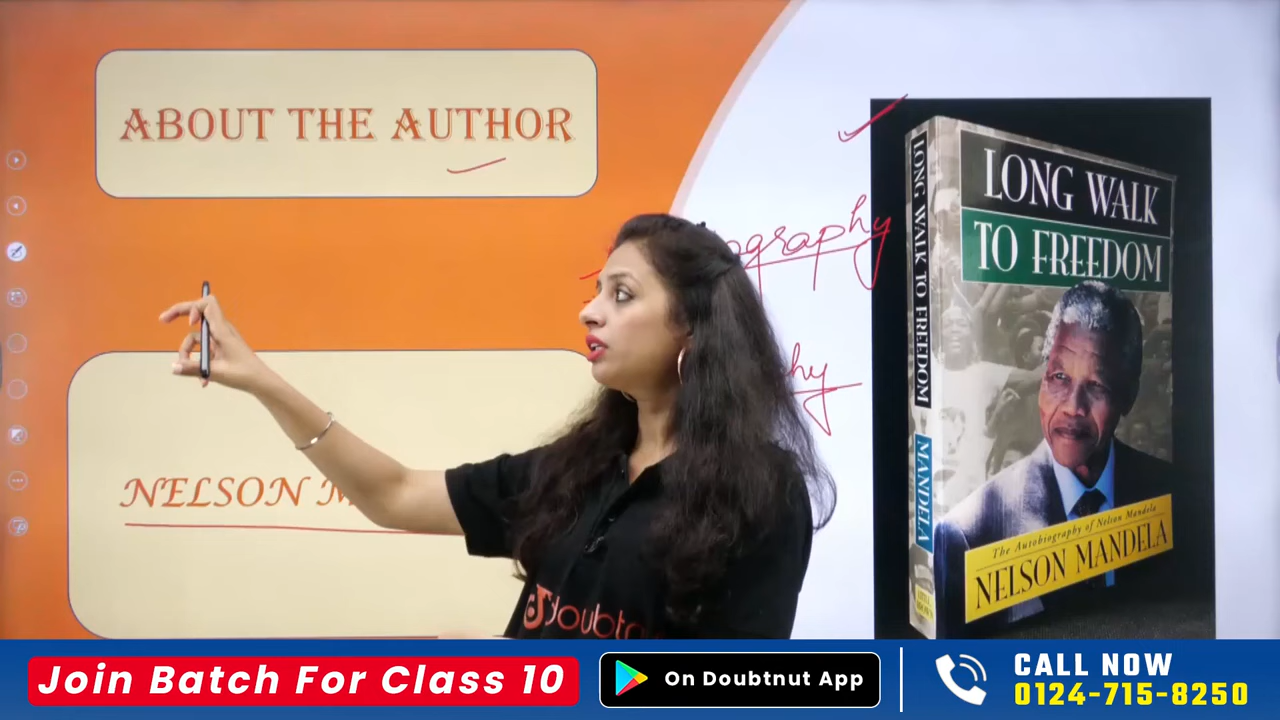 ABOUT THE AUTHOR
NELSON
LONG WALK
TO FREEDOM
LONG WALK TO FREEDOM
MANDELA
The Autobiography of Nelson Mandela
NELSON MANDELA
Join Batch For Class 10
On Doubtnut App
CALL NOW
0124-715-8250